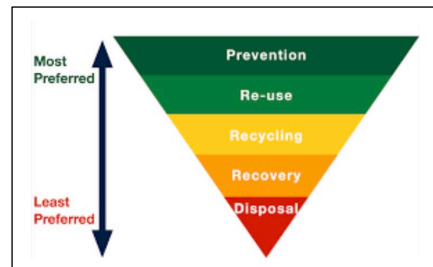 Most
Preferred
Prevention
Re-use
Recycling
Recovery
Least
Preferred
Disposal